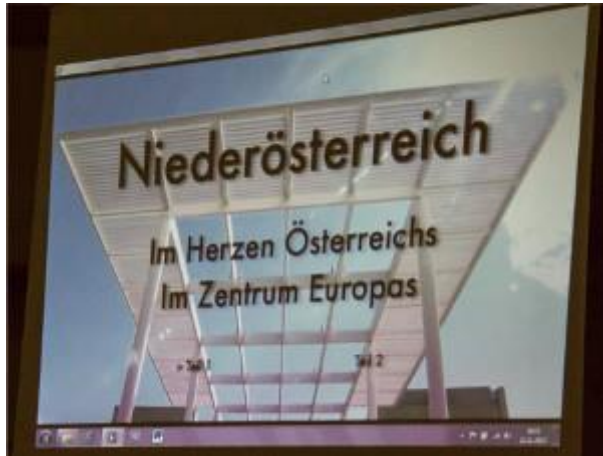 Niederösterreich
Im Herzen Österreichs
Im Zentrum Europas
Teil 1 Teil 2